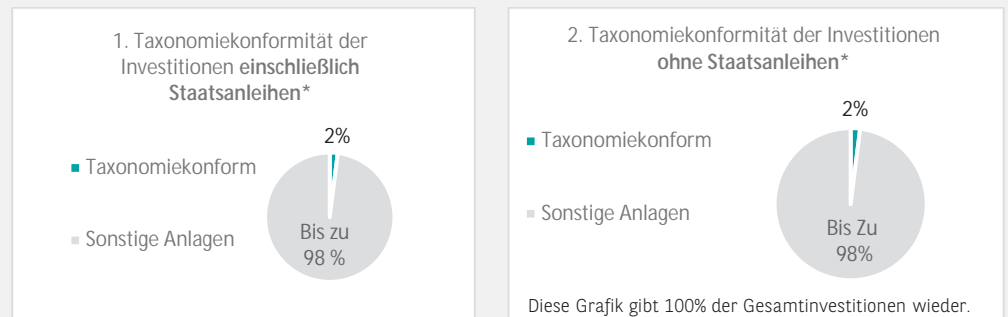 1. Taxonomiekonformität der
Investitionen einschließlich
Staatsanleihen*
2%
Taxonomiekonform
Sonstige Anlagen
Bis zu
98 %
2. Taxonomiekonformität der Investitionen
ohne Staatsanleihen*
2%
Taxonomiekonform
Sonstige Anlagen
Bis Zu
98%
Diese Grafik gibt 100% der Gesamtinvestitionen wieder.